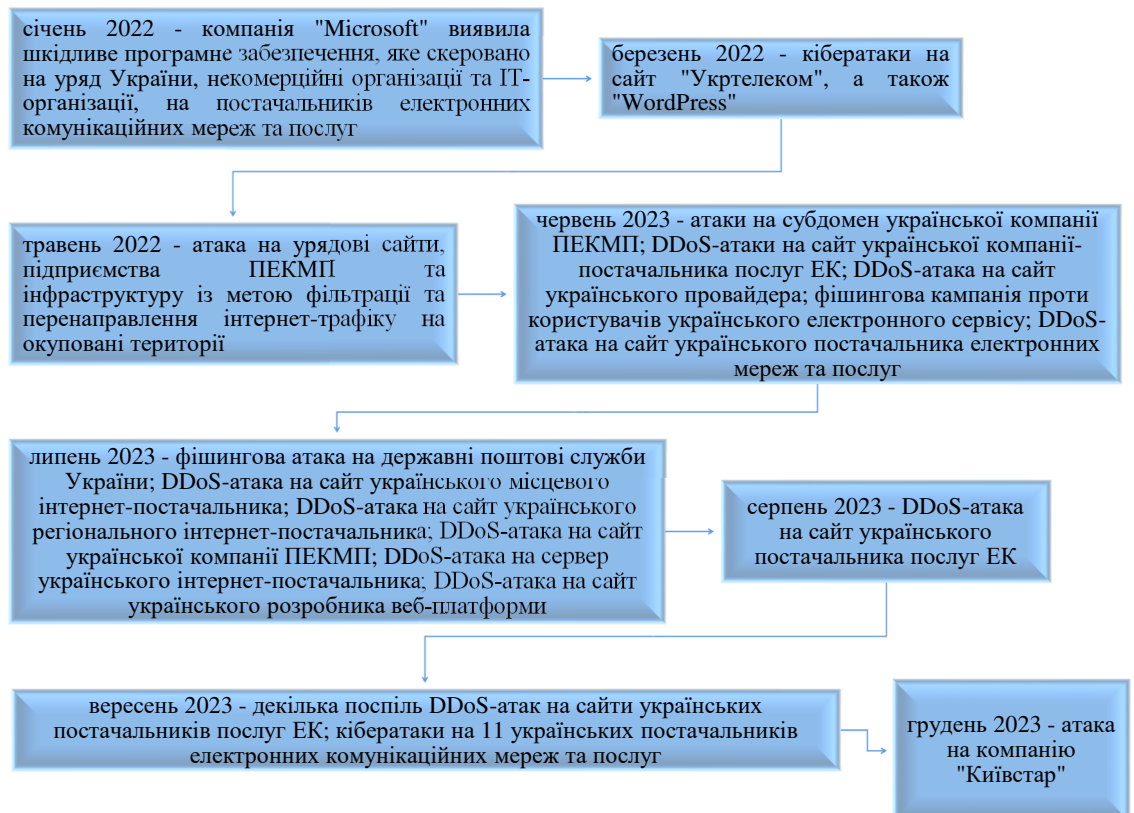 січень 2022 - компанія "Microsoft" виявила
шкідливе програмне забезпечення, яке скеровано
на уряд України, некомерційні організації та ІТ-
організації, на постачальників електронних
комунікаційних мереж та послуг
березень 2022 - кібератаки на
сайт "Укртелеком", а також
"WordPress"
травень 2022 - атака на урядові сайти,
підприємства ПЕКМП та
інфраструктуру із метою фільтрації та
перенаправлення інтернет-трафіку на
окуповані території
червень 2023 - атаки на субдомен української компанії
ПЕКМП; DDoS-атаки на сайт української компанії-
постачальника послуг ЕК; DDoS-атака на сайт
українського провайдера; фішингова кампанія проти
користувачів українського електронного сервісу; DDoS-
атака на сайт українського постачальника електронних
мереж та послуг
липень 2023 - фішингова атака на державні поштові служби
України; DDoS-атака на сайт українського місцевого
інтернет-постачальника; DDoS-атака на сайт українського
регіонального інтернет-постачальника; DDoS-атака на сайт
української компанії ПЕКМП; DDoS-атака на сервер
українського інтернет-постачальника; DDoS-атака на сайт
українського розробника веб-платформи
серпень 2023 - DDoS-атака
на сайт українського
постачальника послуг ЕК
вересень 2023 - декілька поспіль DDoS-атак на сайти українських
постачальників послуг ЕК; кібератаки на 11 українських постачальників
електронних комунікаційних мереж та послуг
грудень 2023 - атака
на компанію
"Київстар"